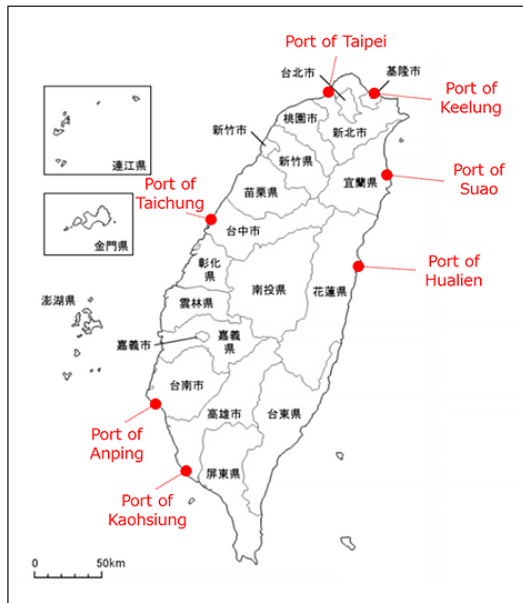 Port of Taipei
台北市
基隆市
Port of
Keelung
桃園市
新竹市
新北市
連江県
新竹県
Port of
Suao
宜蘭県
苗栗県
Port of
Taichung
台中市
金門県
彰化
県
南投県
花蓮県
Port of
Hualien
澎湖県
雲林県
嘉義市
嘉義
県
台南市
高雄市
台東県
Port of
Anping
屏東県
Port of
Kaohsiung
0
50km